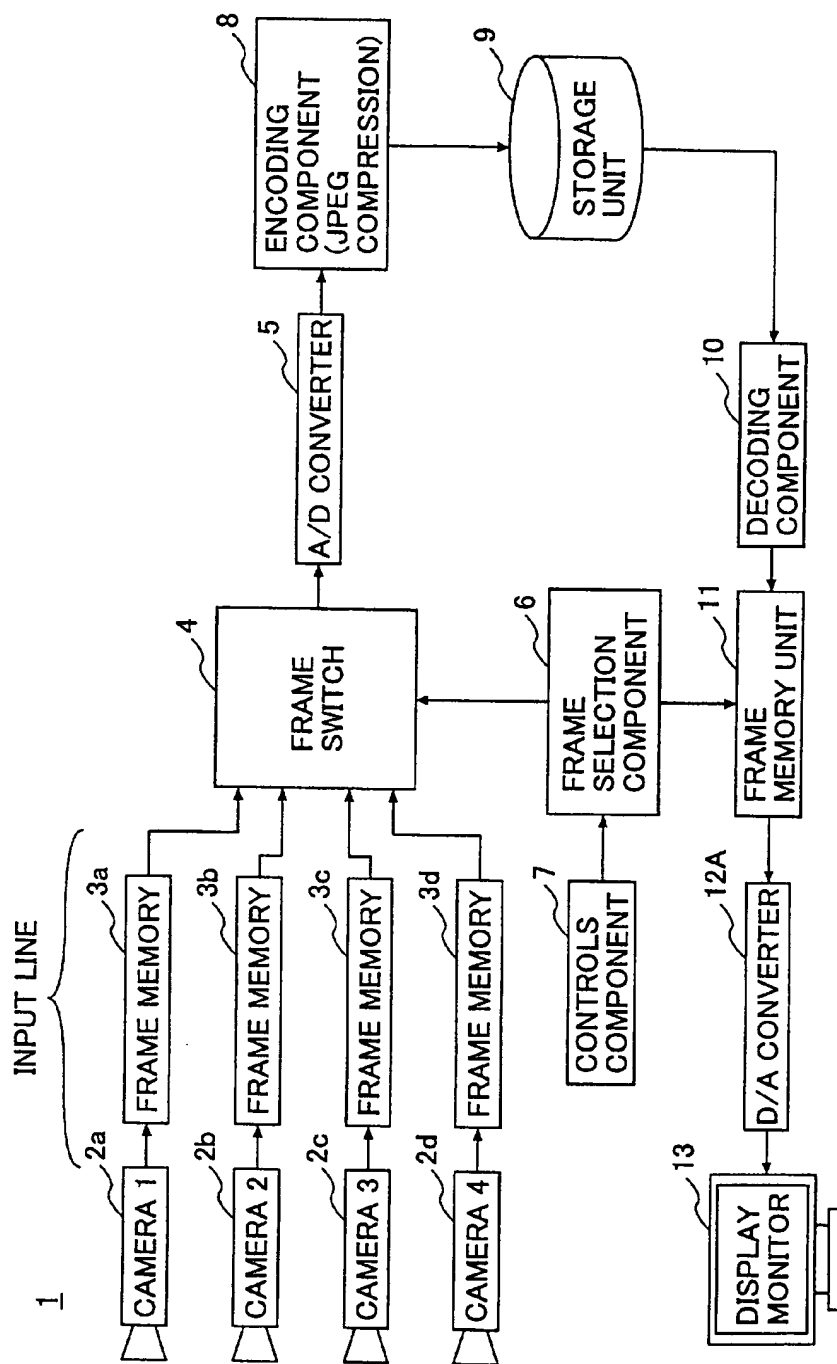 1
INPUT LINE
2a
CAMERA 1
3a
FRAME MEMORY
2b
CAMERA 2
3b
FRAME MEMORY
2c
CAMERA 3
3c
FRAME MEMORY
2d
CAMERA 4
3d
FRAME MEMORY
4
FRAME
SWITCH
5
A/D CONVERTER
8
ENCODING
COMPONENT
(JPEG
COMPRESSION)
9
STORAGE
UNIT
7
CONTROLS
COMPONENT
6
FRAME
SELECTION
COMPONENT
13
DISPLAY
MONITOR
12A
D/A CONVERTER
11
FRAME
MEMORY UNIT
10
DECODING
COMPONENT